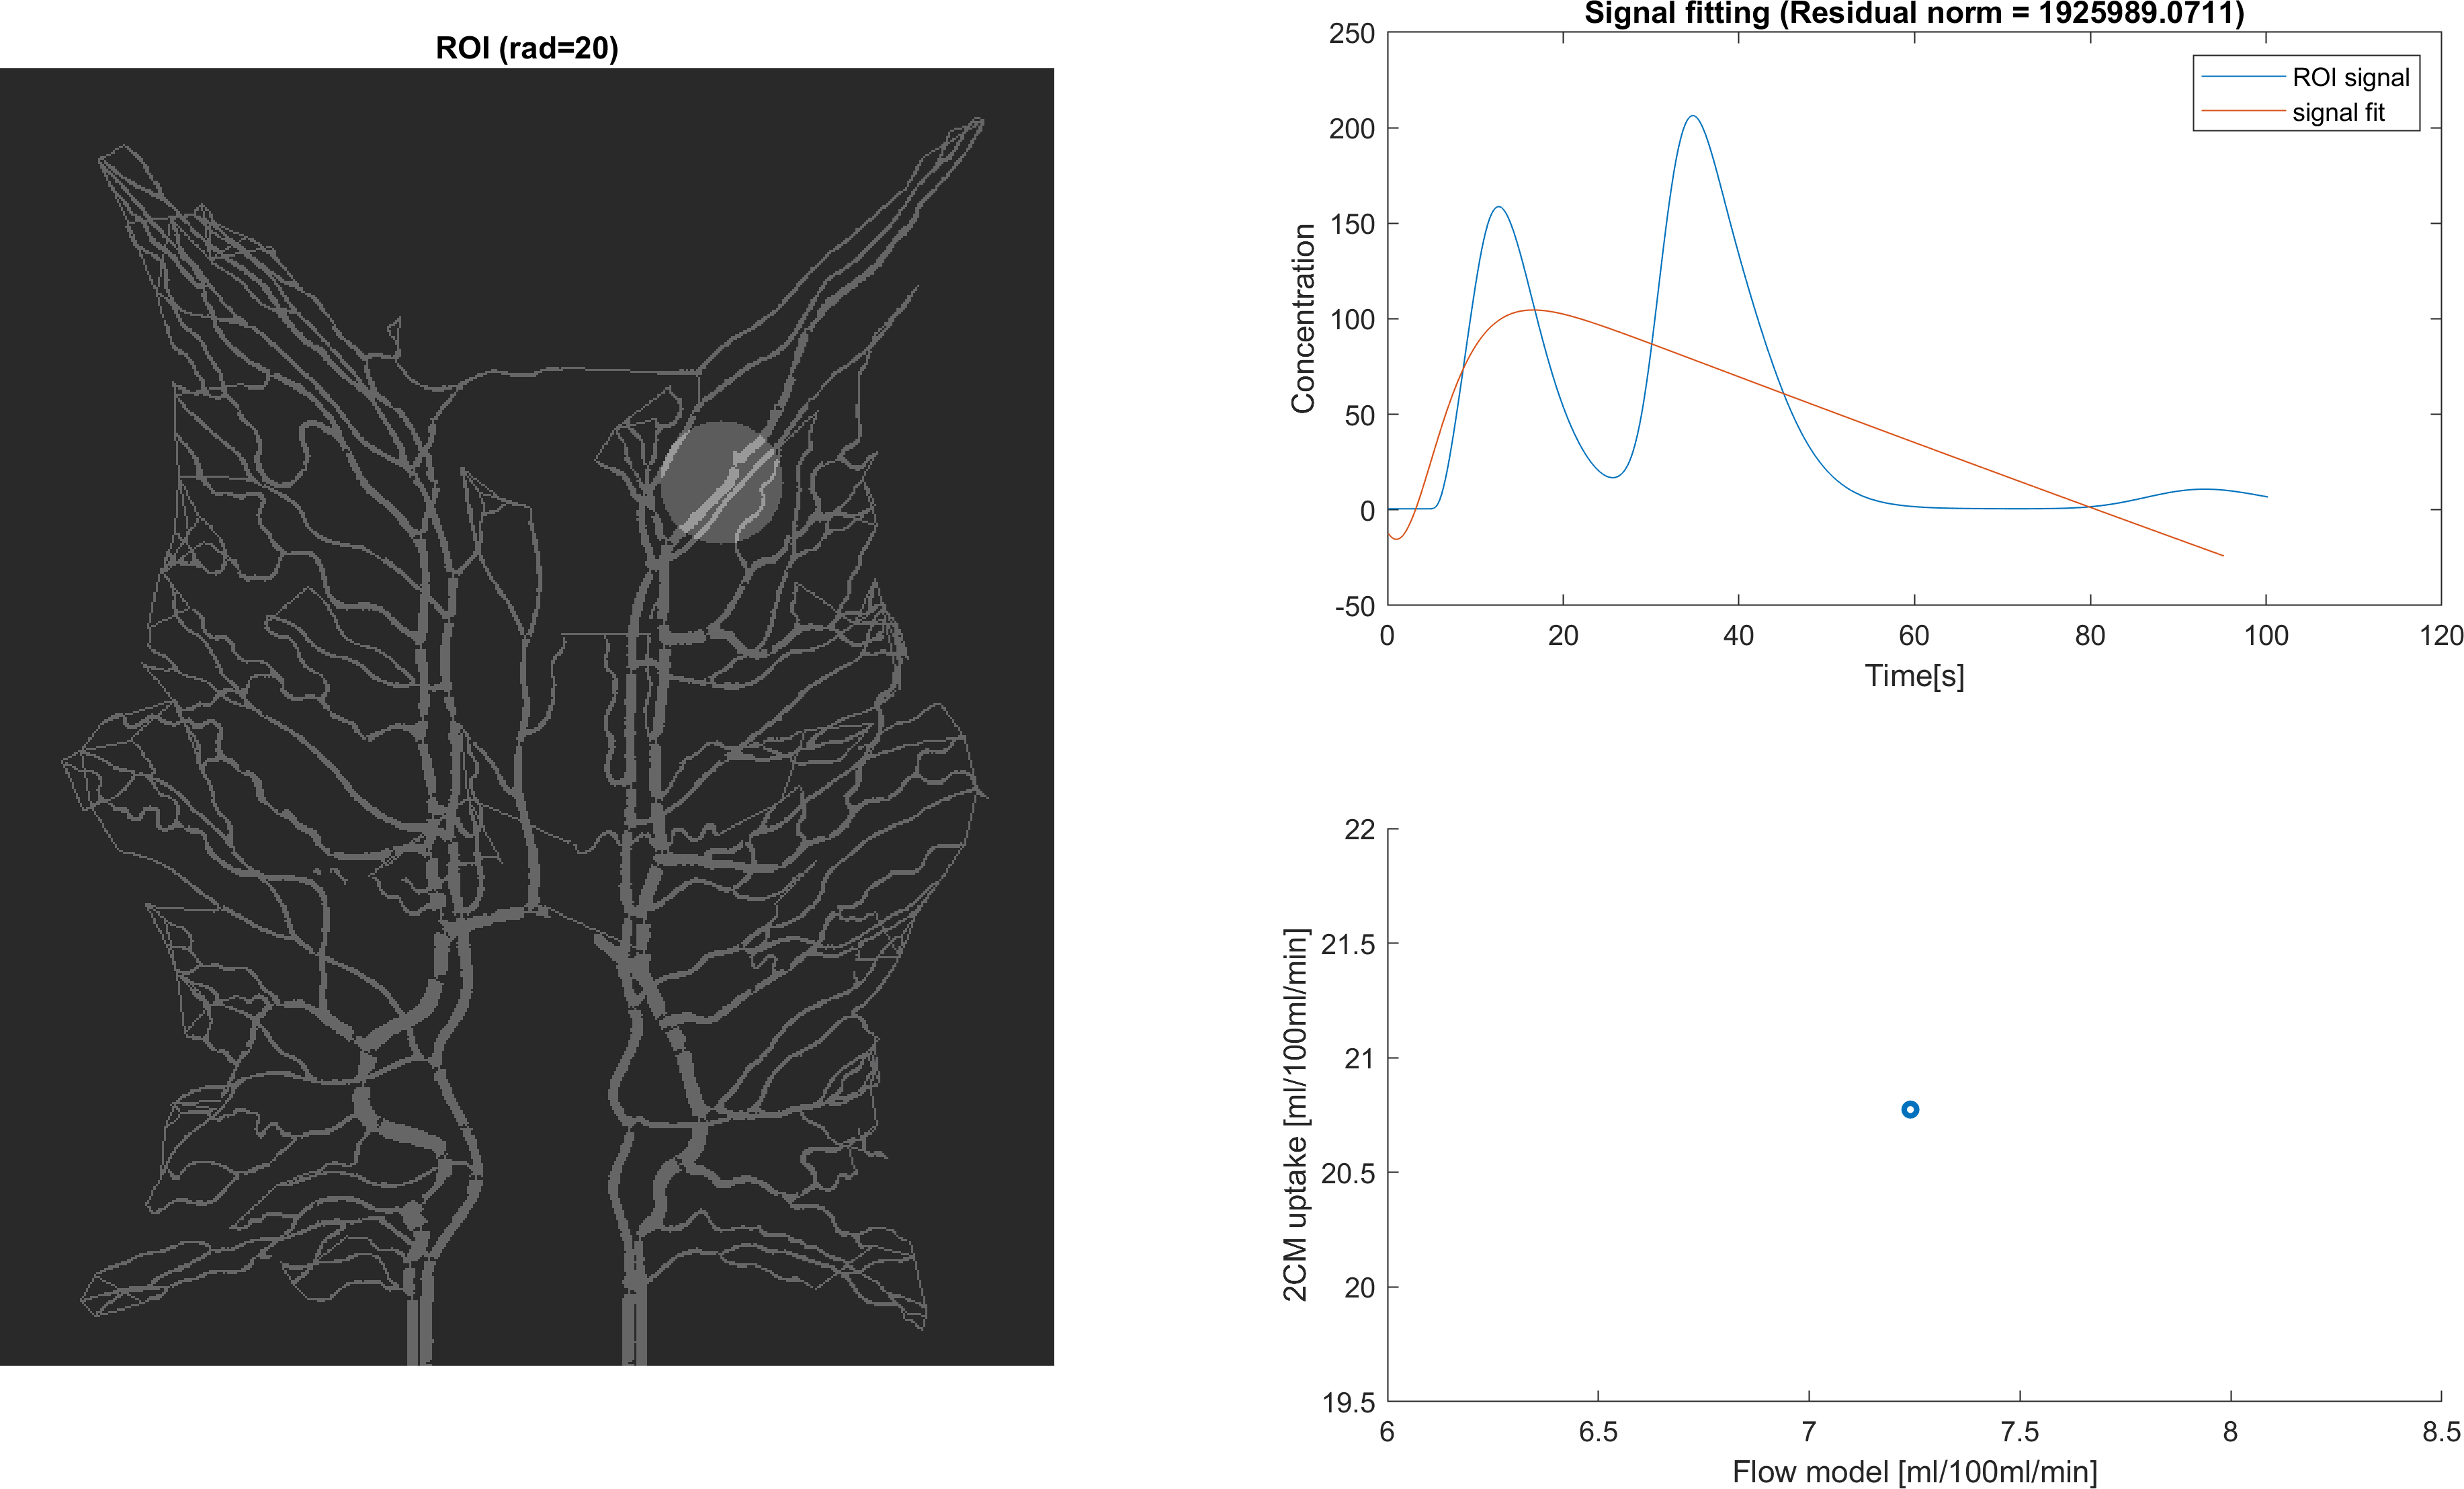 ROI (rad=20)
Signal fitting (Residual norm = 1925989.0711)
250
200
150
100
50
0
-50
Concentration
ROI signal
signal fit
0 20 40 60 80 100 120
Time[s]
22
21.5
21
20.5
20
19.5
2CM uptake [ml/100ml/min]
6 6.5 7 7.5 8 8.5
Flow model [ml/100ml/min]